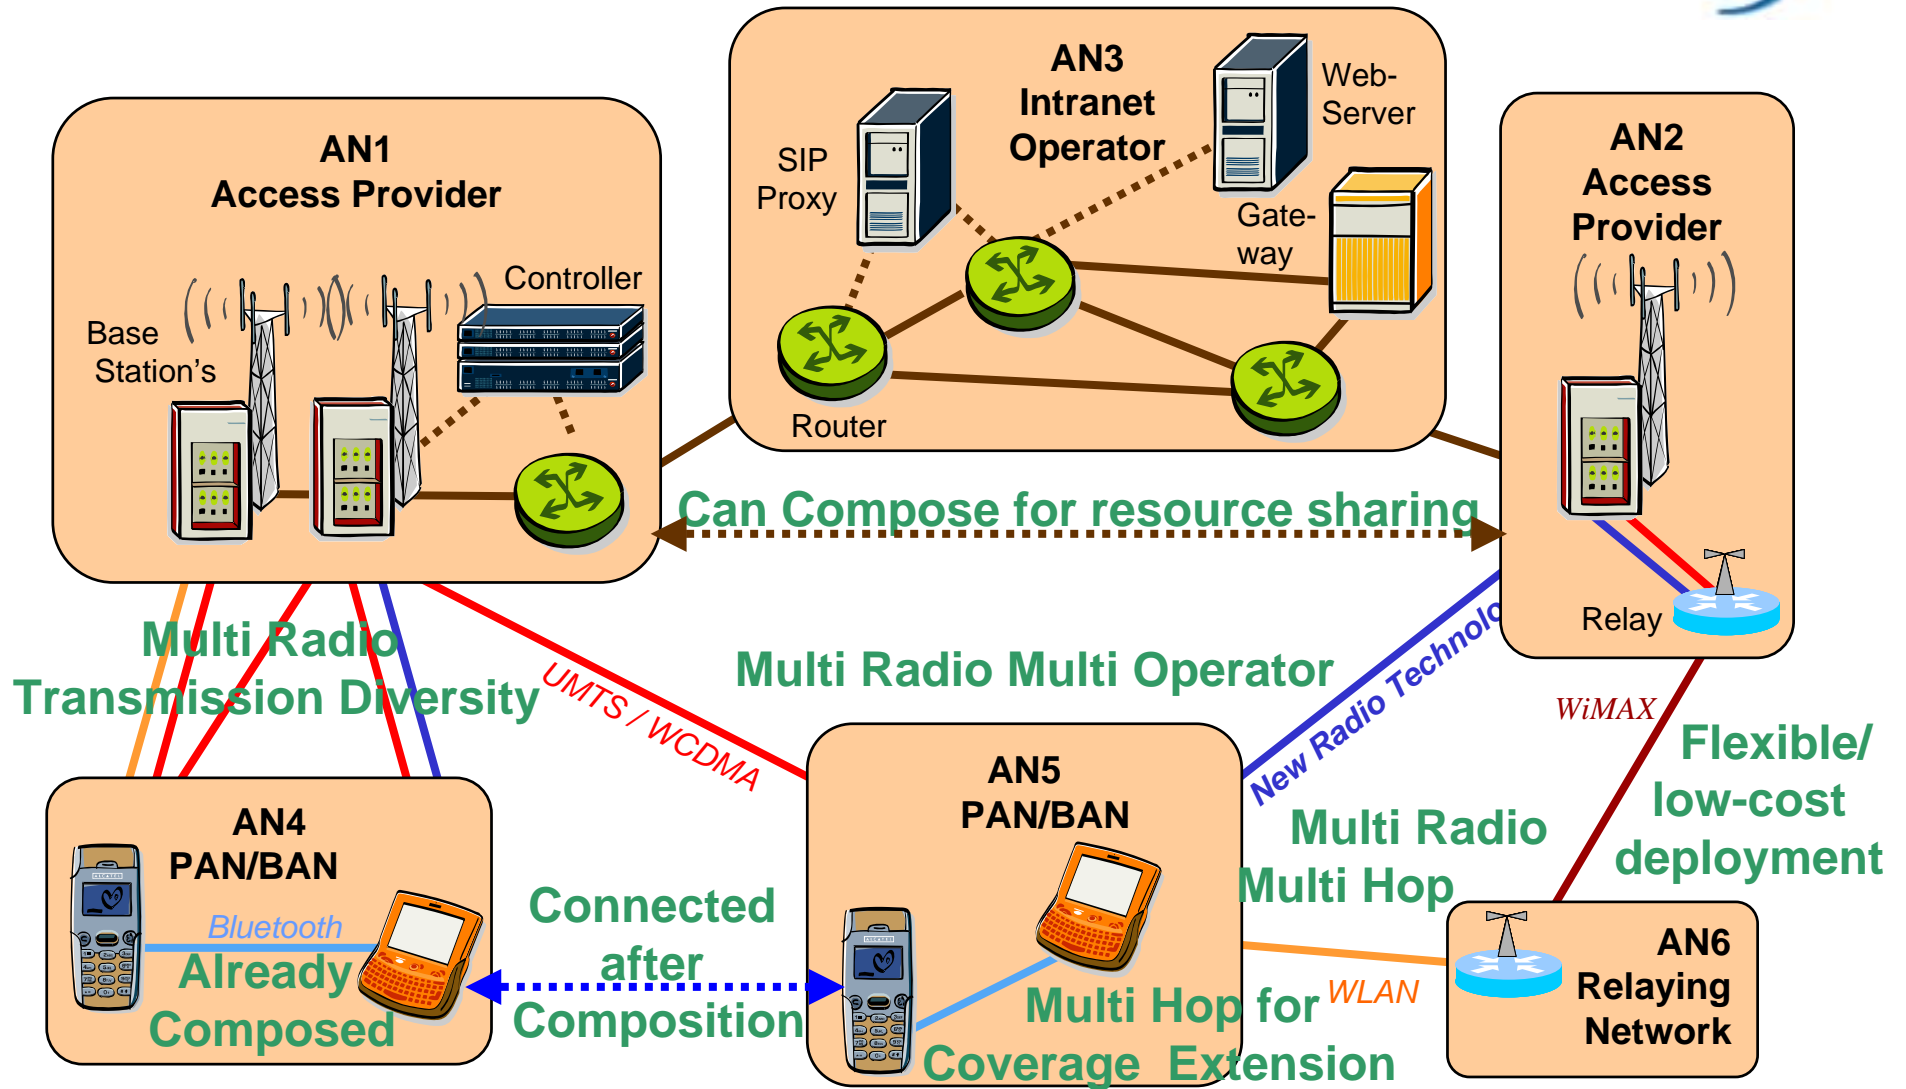 AN3
Intranet
Operator
Web-
Server
SIP
Proxy
Gate-
way
Router
AN1
Access Provider
Controller
Base
Station's
AN2
Access
Provider
Relay
Can Compose for resource sharing
Multi Radio
Transmission Diversity
UMTS / WCDMA
Multi Radio Multi Operator
New Radio Technolo
WiMAX
Flexible/
low-cost
deployment
AN4
PAN/BAN
Bluetooth
Already
Composed
Connected
after
Composition
AN5
PAN/BAN
Multi Radio
Multi Hop
WLAN
Multi Hop for
Coverage Extension
AN6
Relaying
Network